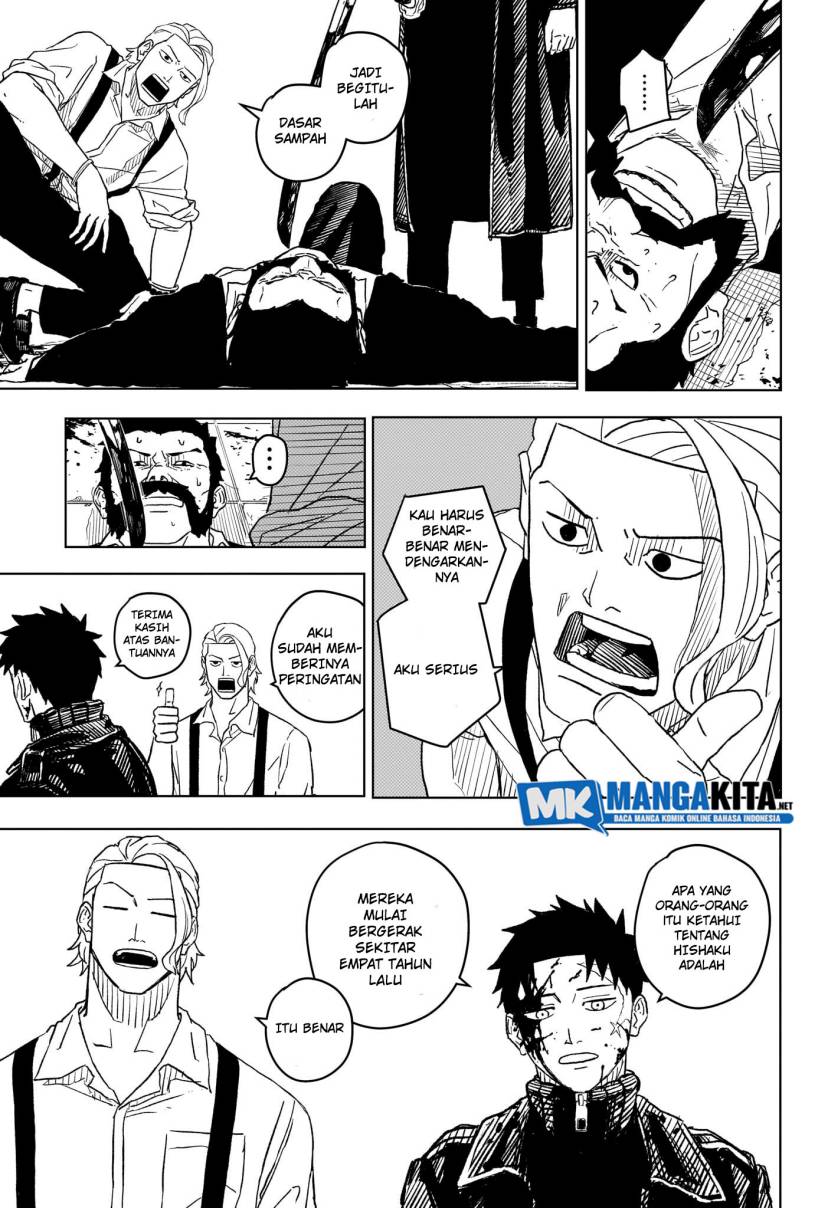 ......
JADI
BEGITU-
LAH
DASAR
SAMPAH
KAU HARUS
BENAR-
BENAR MEN-
DENGARKAN-
NYA
AKU SERIUS
...
AKU
SUDAH MEM-
BERINYA
PERINGATAN
TERIMA
KASIH
ATAS BAN-
TUANNYA
MK MANGAKITA.NET
BACA MANGA KOMIK ONLINE BAHASA INDONESIA
APA YANG
ORANG-ORANG
ITU KETAHUI
TENTANG
HISHAKU
ADALAH
MEREKA
MULAI
BERGERAK
SEKITAR
EMPAT TAHUN
LALU
ITU BENAR